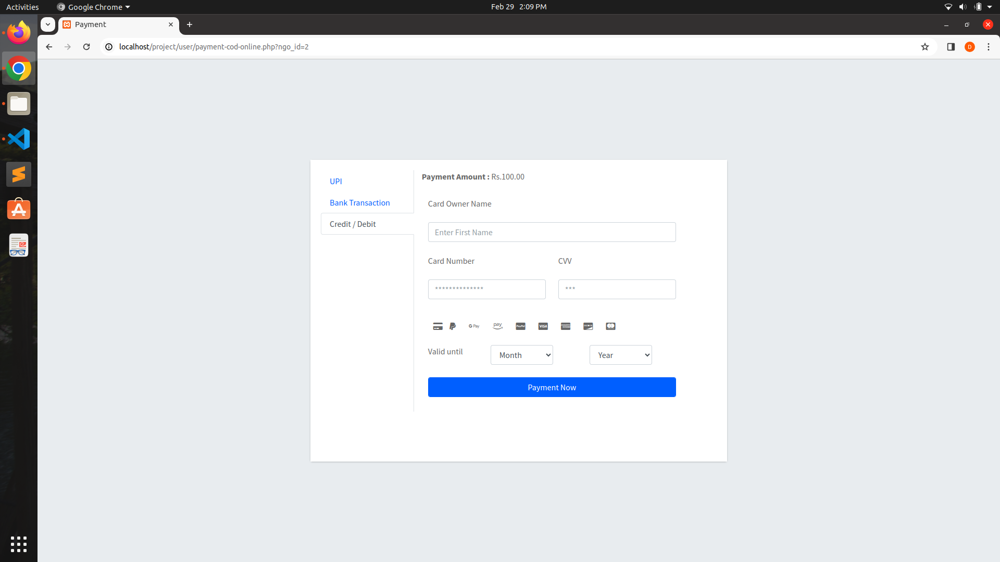 Activities
Google Chrome
Feb 29 2:09 PM
Payment
localhost/project/user/payment-cod-online.php?ngo_id=2
D
UPI
Bank Transaction
Credit / Debit
Payment Amount : Rs.100.00
Card Owner Name
Enter First Name
Card Number
CVV
**************
***
G Pay
pay
PayPal
VISA
Valid until
Month
Year
Payment Now